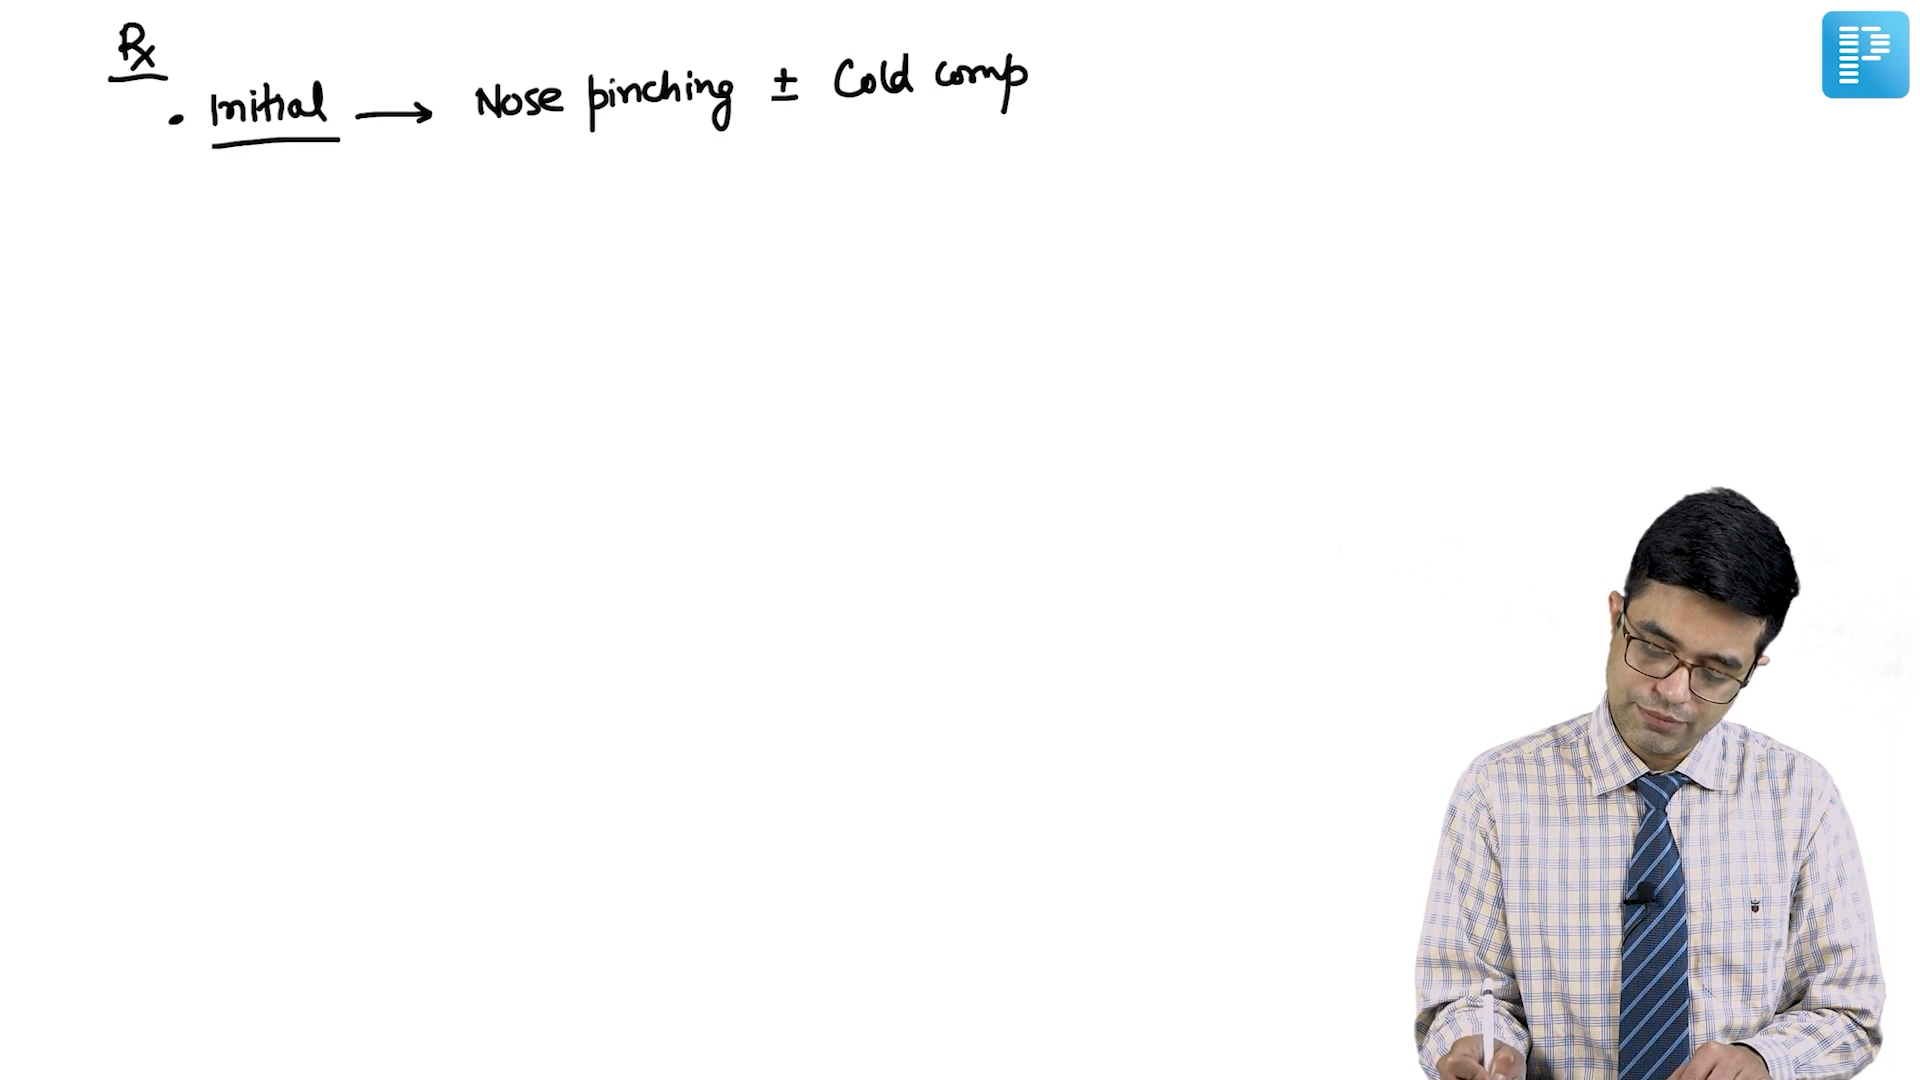 Rx
• Initial → Nose pinching ± Cold comp